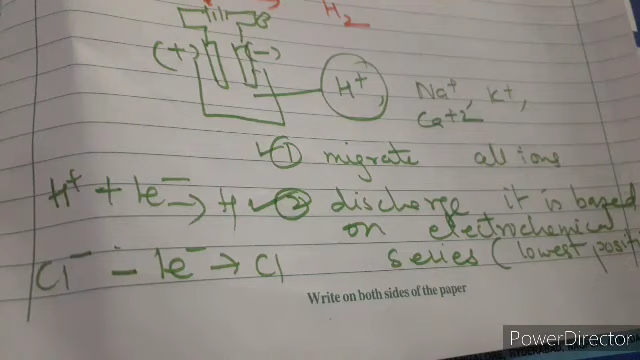 H2
(+) (-) H+ Na+, K+,
Ca+2
① migrate all ions
H+ + 1e- → H ② discharge it is based
on electrochemical
Cl- - 1e- → Cl series (lowest posit
Write on both sides of the paper
PowerDirector